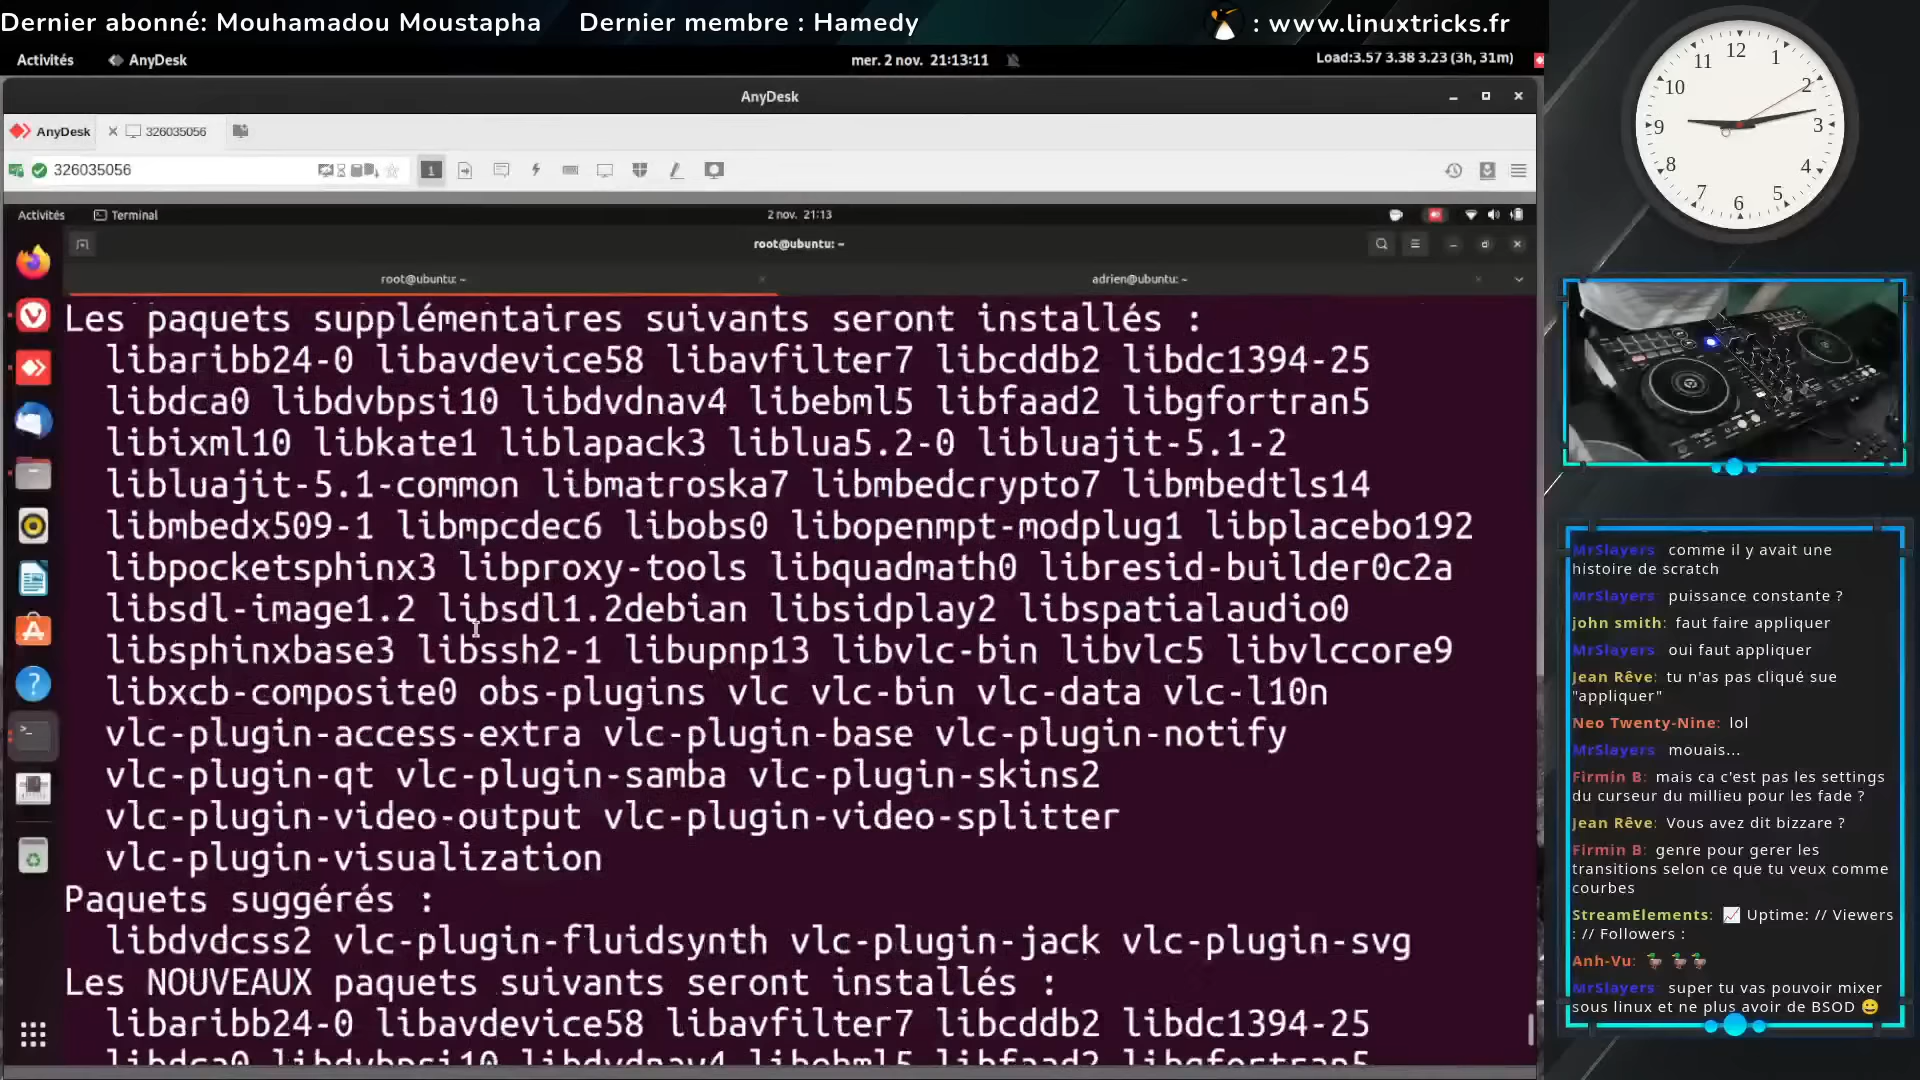 Dernier abonné: Mouhamadou Moustapha Dernier membre : Hamedy : www.linuxtricks.fr
Activités AnyDesk mer. 2 nov. 21:13:11 Load:3.57 3.38 3.23 (3h, 31m)
AnyDesk
AnyDesk 326035056
326035056 1
Activités Terminal 2 nov. 21:13
root@ubuntu: ~
root@ubuntu: ~ adrien@ubuntu: ~
Les paquets supplémentaires suivants seront installés :
libaribb24-0 libavdevice58 libavfilter7 libcddb2 libdc1394-25
libdca0 libdvbpsi10 libdvdnav4 libebml5 libfaad2 libgfortran5
libixml10 libkate1 liblapack3 liblua5.2-0 libluajit-5.1-2
libluajit-5.1-common libmatroska7 libmbedcrypto7 libmbedtls14
libmbedx509-1 libmpcdec6 libobs0 libopenmpt-modplug1 libplacebo192
libpocketsphinx3 libproxy-tools libquadmath0 libresid-builder0c2a
libsdl-image1.2 libsdl1.2debian libsidplay2 libspatialaudio0
libsphinxbase3 libssh2-1 libupnp13 libvlc-bin libvlc5 libvlccore9
libxcb-composite0 obs-plugins vlc vlc-bin vlc-data vlc-l10n
vlc-plugin-access-extra vlc-plugin-base vlc-plugin-notify
vlc-plugin-qt vlc-plugin-samba vlc-plugin-skins2
vlc-plugin-video-output vlc-plugin-video-splitter
vlc-plugin-visualization
Paquets suggérés :
libdvdcss2 vlc-plugin-fluidsynth vlc-plugin-jack vlc-plugin-svg
Les NOUVEAUX paquets suivants seront installés :
libaribb24-0 libavdevice58 libavfilter7 libcddb2 libdc1394-25
libdca0 libdvbpsi10 libdvdnav4 libebml5 libfaad2 libgfortran5
12
1
2
3
4
5
6
7
8
9
10
11
MrSlayers comme il y avait une
histoire de scratch
MrSlayers puissance constante ?
john smith: faut faire appliquer
MrSlayers oui faut appliquer
Jean Rêve: tu n'as pas cliqué sue
"appliquer"
Neo Twenty-Nine: lol
MrSlayers mouais...
Firmin B: mais ca c'est pas les settings
du curseur du millieu pour les fade ?
Jean Rêve: Vous avez dit bizzare ?
Firmin B: genre pour gerer les
transitions selon ce que tu veux comme
courbes
StreamElements: 📈 Uptime: // Viewers
: // Followers :
Anh-Vu: 🦆 🦆🦆
MrSlayers super tu vas pouvoir mixer
sous linux et ne plus avoir de BSOD 😀